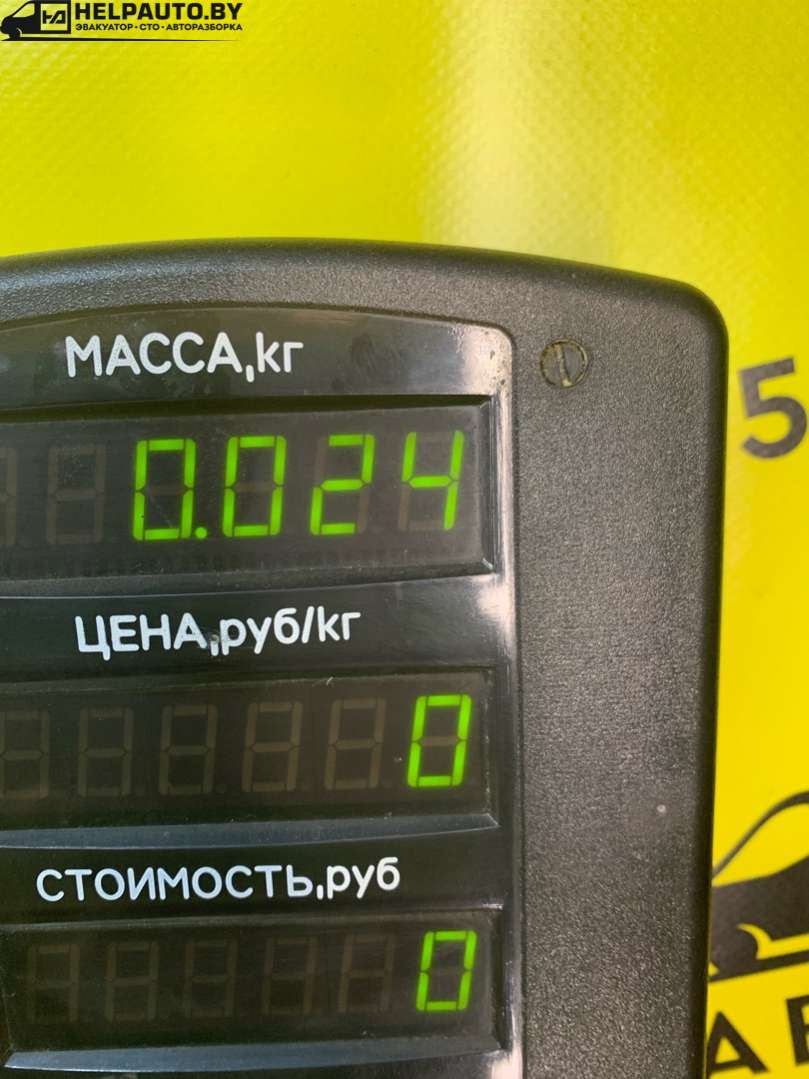 HELPAUTO.BY
ЭВАКУАТОР • СТО • АВТОРАЗБОРКА
МАССА,кг
5
0.024
ЦЕНА,руб/кг
0
СТОИМОСТЬ,руб
0